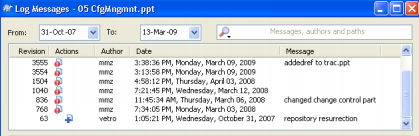 Log Messages - 05 CfgMngmnt.ppt
From: 31-Oct-07 To: 13-Mar-09 Messages, authors and paths
Revision Actions Author Date Message
3555 mmz 3:38:36 PM, Monday, March 09, 2009 addedref to trac.ppt
3554 mmz 3:13:58 PM, Monday, March 09, 2009
1504 mmz 4:58:12 PM, Thursday, April 03, 2008
1040 mmz 7:21:45 PM, Wednesday, March 12, 2008
836 mmz 11:45:34 AM, Thursday, March 06, 2008 changed change control part
768 mmz 7:34:05 PM, Monday, March 03, 2008
63 vetro 1:05:21 PM, Wednesday, October 31, 2007 repository resurrection